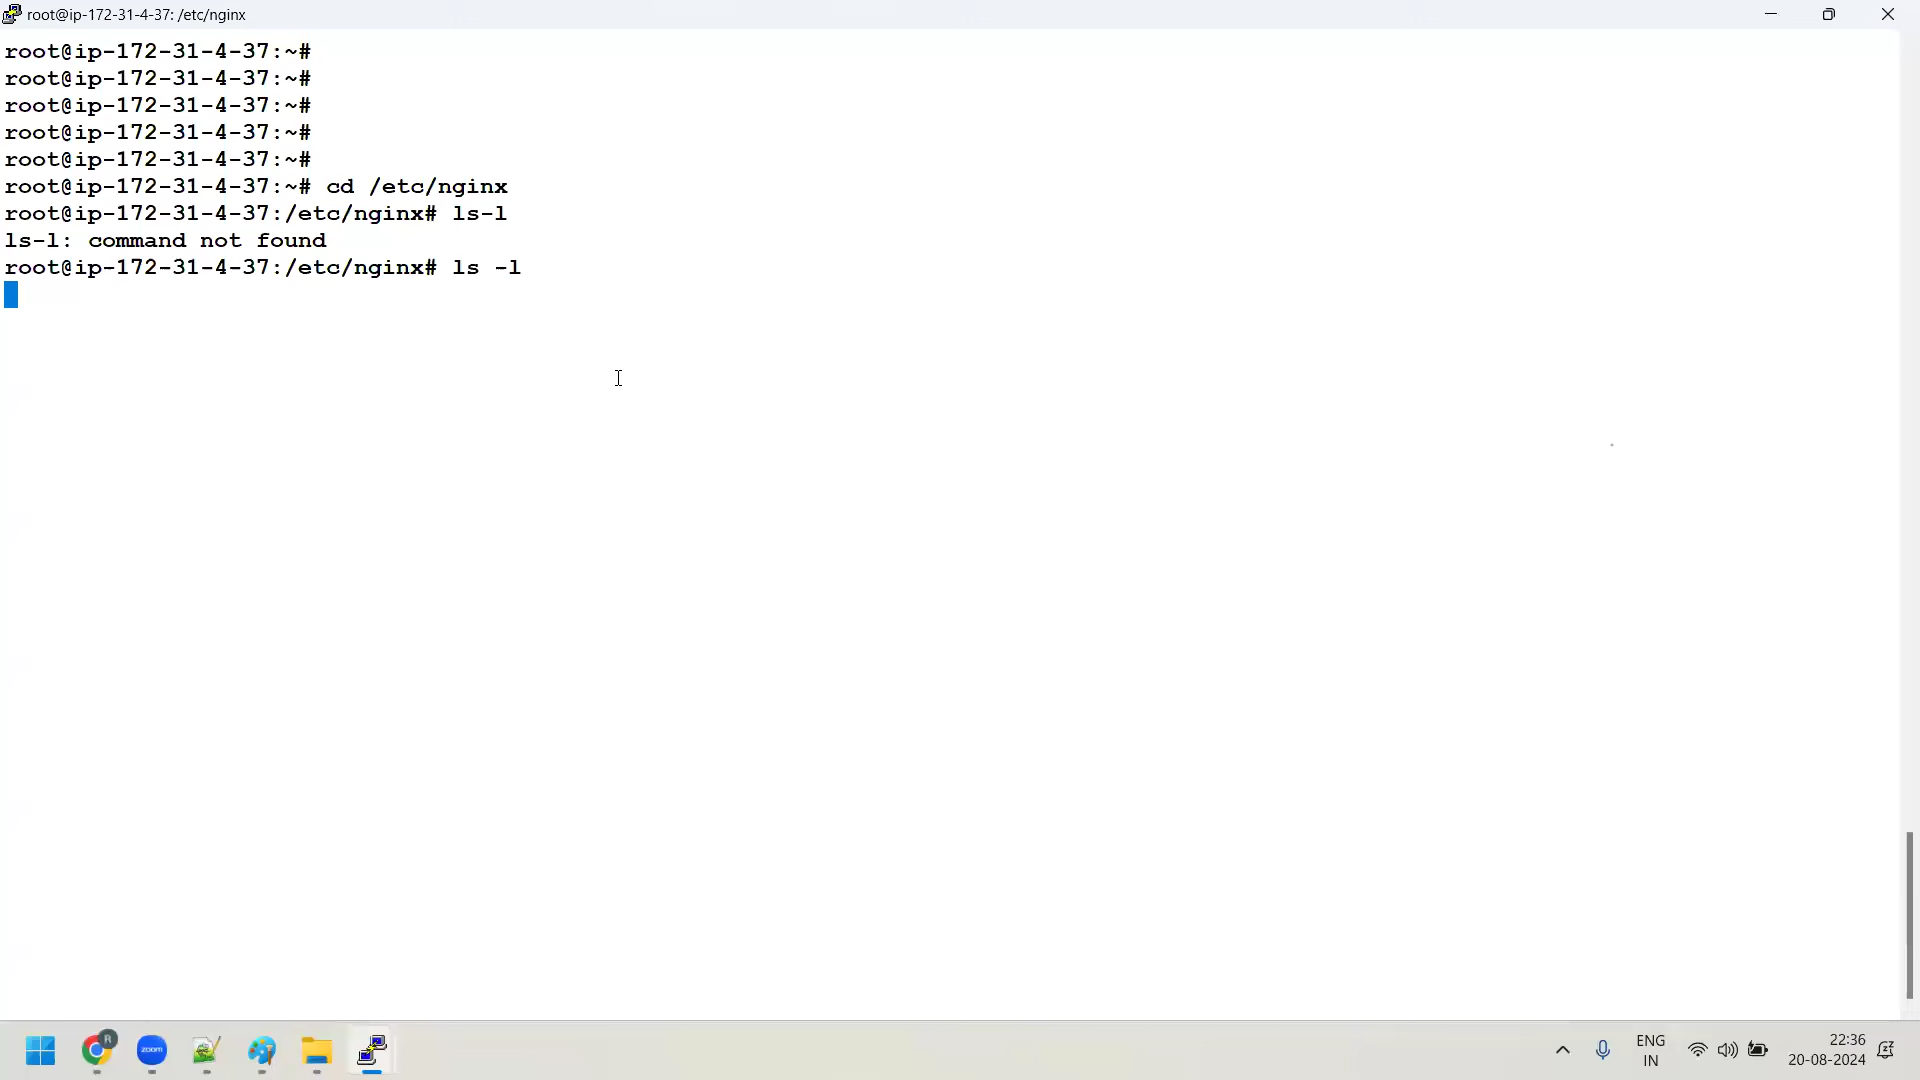 root@ip-172-31-4-37: /etc/nginx
root@ip-172-31-4-37:~#
root@ip-172-31-4-37:~#
root@ip-172-31-4-37:~#
root@ip-172-31-4-37:~#
root@ip-172-31-4-37:~#
root@ip-172-31-4-37:~# cd /etc/nginx
root@ip-172-31-4-37:/etc/nginx# ls-l
ls-l: command not found
root@ip-172-31-4-37:/etc/nginx# ls -l
R
zoom
ENG
IN
22:36
20-08-2024